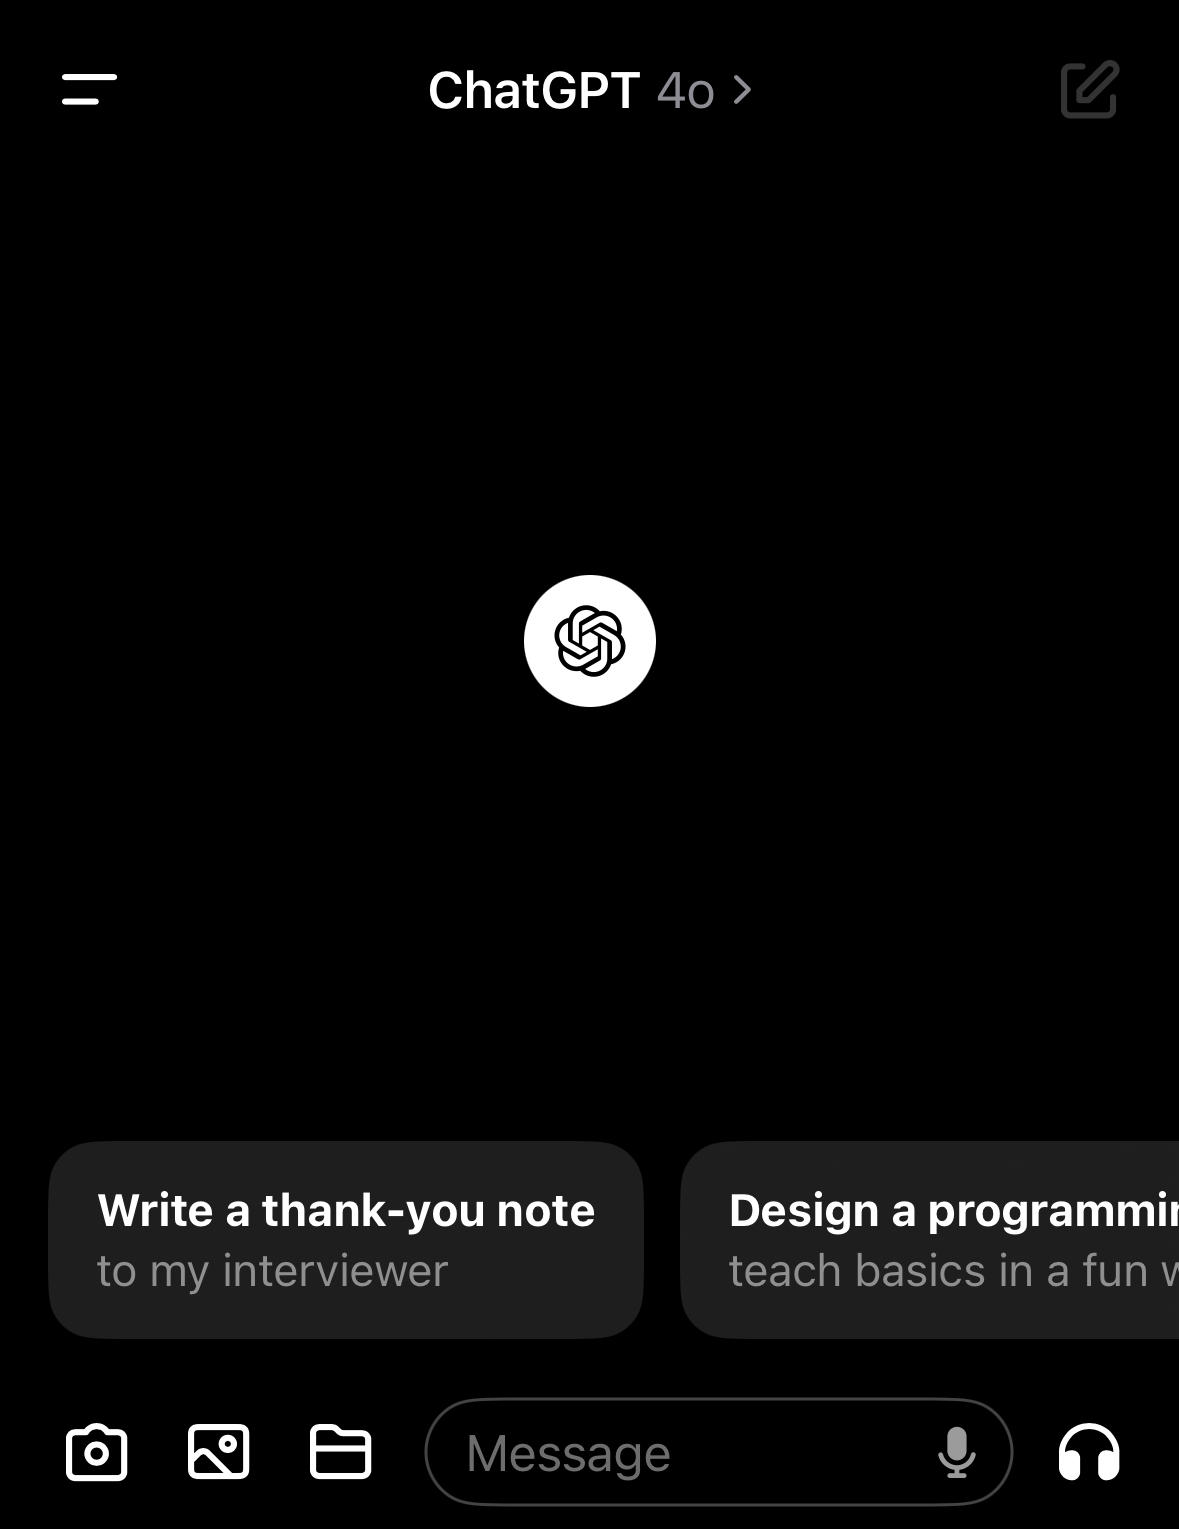 ChatGPT 4o >
Write a thank-you note
to my interviewer
Design a programmin
teach basics in a fun
Message